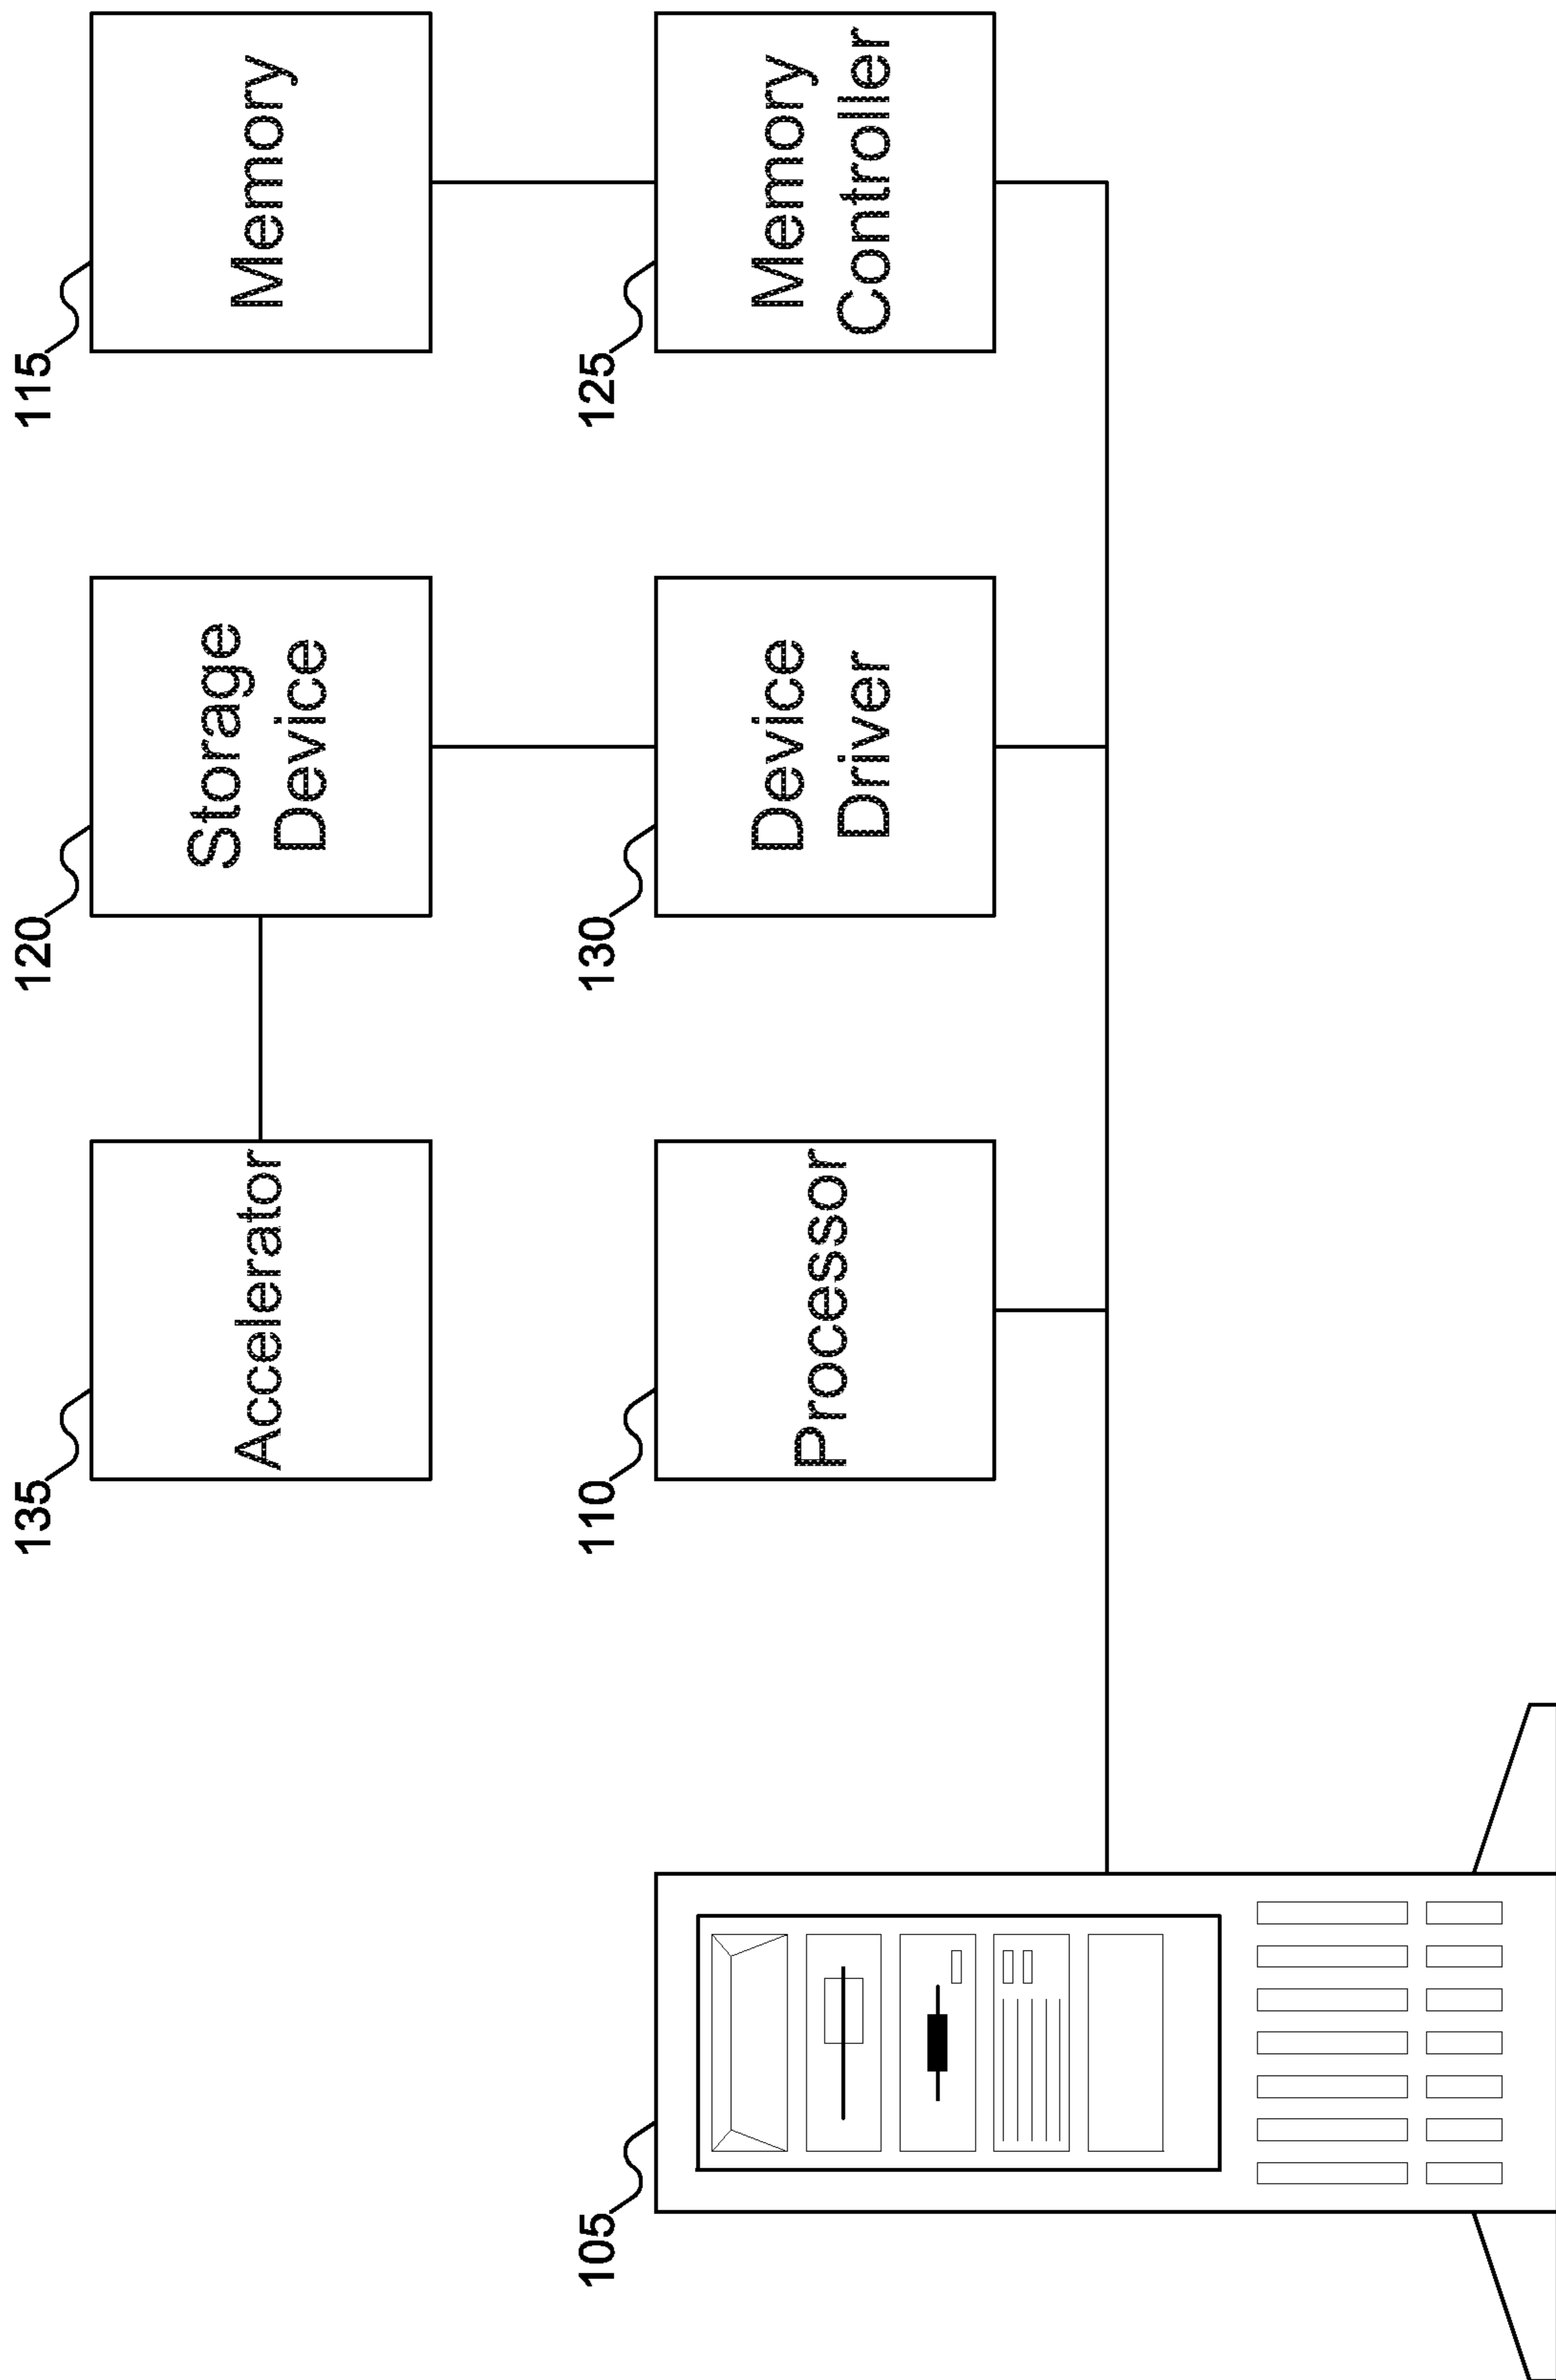 135
Accelerator
120
Storage
Device
115
Memory
105
110
Processor
130
Device
Driver
125
Memory
Controller